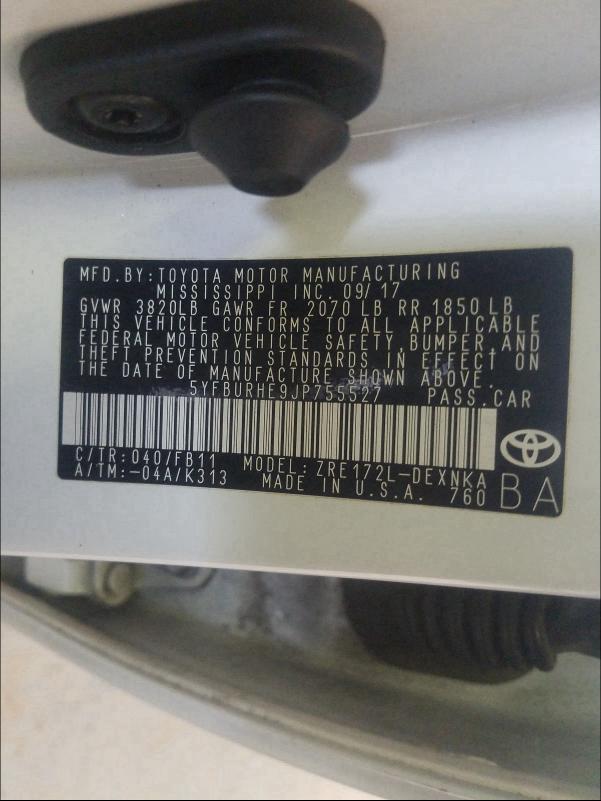 MFD.BY:TOYOTA MOTOR MANUFACTURING
MISSISSIPPI INC. 09/17
GVWR 3820LB GAWR FR 2070 LB RR 1850 LB
THIS VEHICLE CONFORMS TO ALL APPLICABLE
FEDERAL MOTOR VEHICLE SAFETY, BUMPER, AND
THEFT PREVENTION STANDARDS IN EFFECT ON
THE DATE OF MANUFACTURE SHOWN ABOVE.
5YFBURHE9JP755527 PASS.CAR
C/TR: 040/FB11 MODEL: ZRE172L-DEXNKA
A/TM:-04A/K313 MADE IN U.S.A. 760 BA